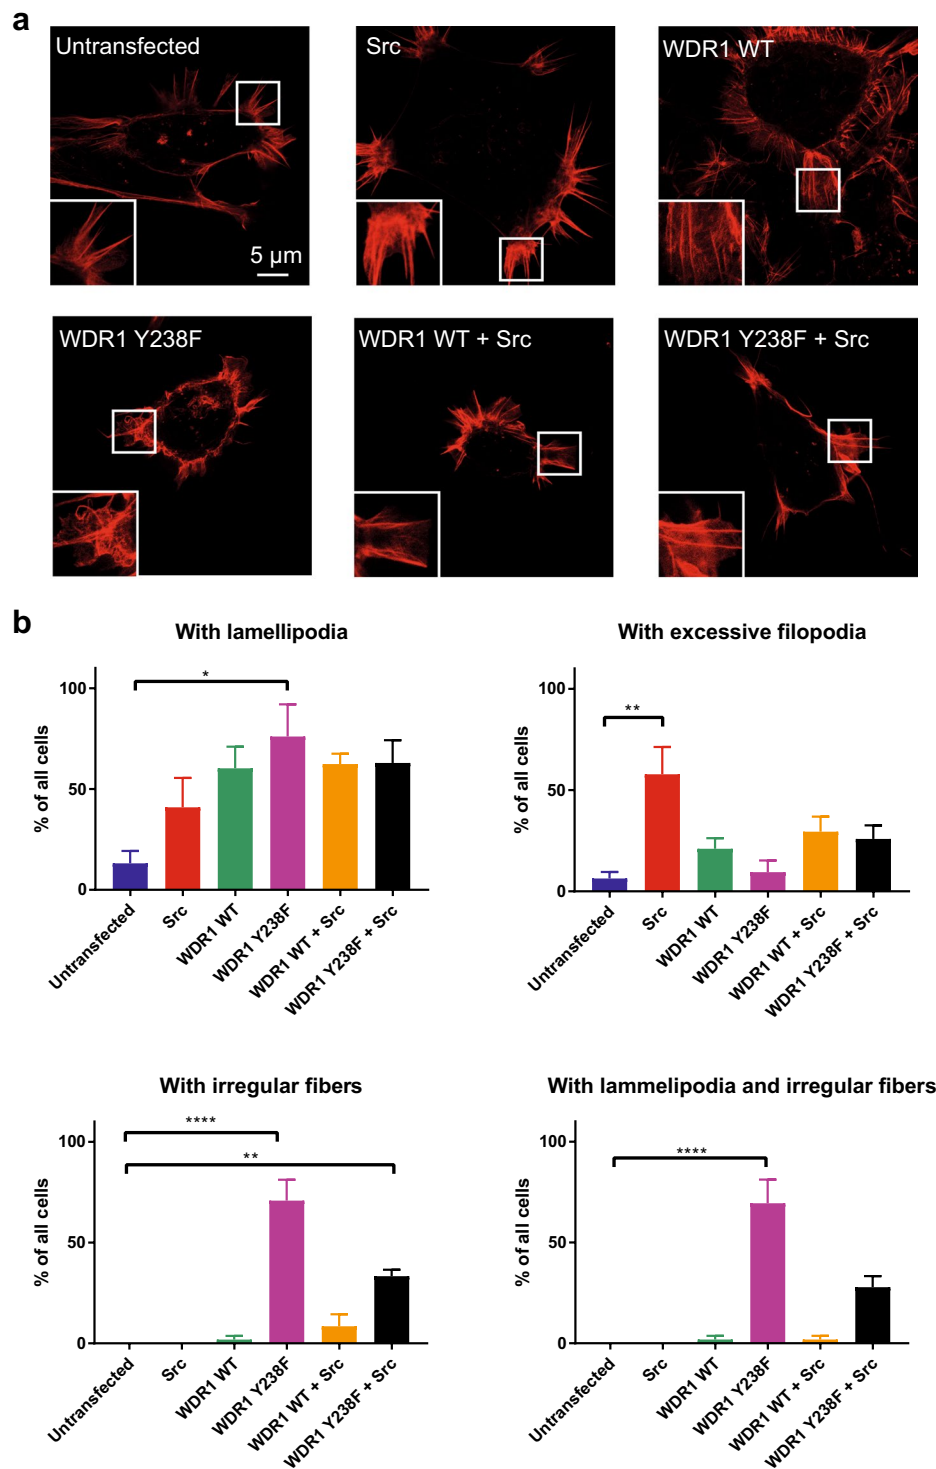 a
Untransfected
Src
WDR1 WT
5 µm
WDR1 Y238F
WDR1 WT + Src
WDR1 Y238F + Src
b
With lamellipodia
% of all cells
100
50
0
*
Untransfected
Src
WDR1 WT
WDR1 Y238F
WDR1 WT + Src
WDR1 Y238F + Src
With excessive filopodia
% of all cells
100
50
0
**
Untransfected
Src
WDR1 WT
WDR1 Y238F
WDR1 WT + Src
WDR1 Y238F + Src
With irregular fibers
% of all cells
100
50
0
****
**
Untransfected
Src
WDR1 WT
WDR1 Y238F
WDR1 WT + Src
WDR1 Y238F + Src
With lammelipodia and irregular fibers
% of all cells
100
50
0
****
Untransfected
Src
WDR1 WT
WDR1 Y238F
WDR1 WT + Src
WDR1 Y238F + Src